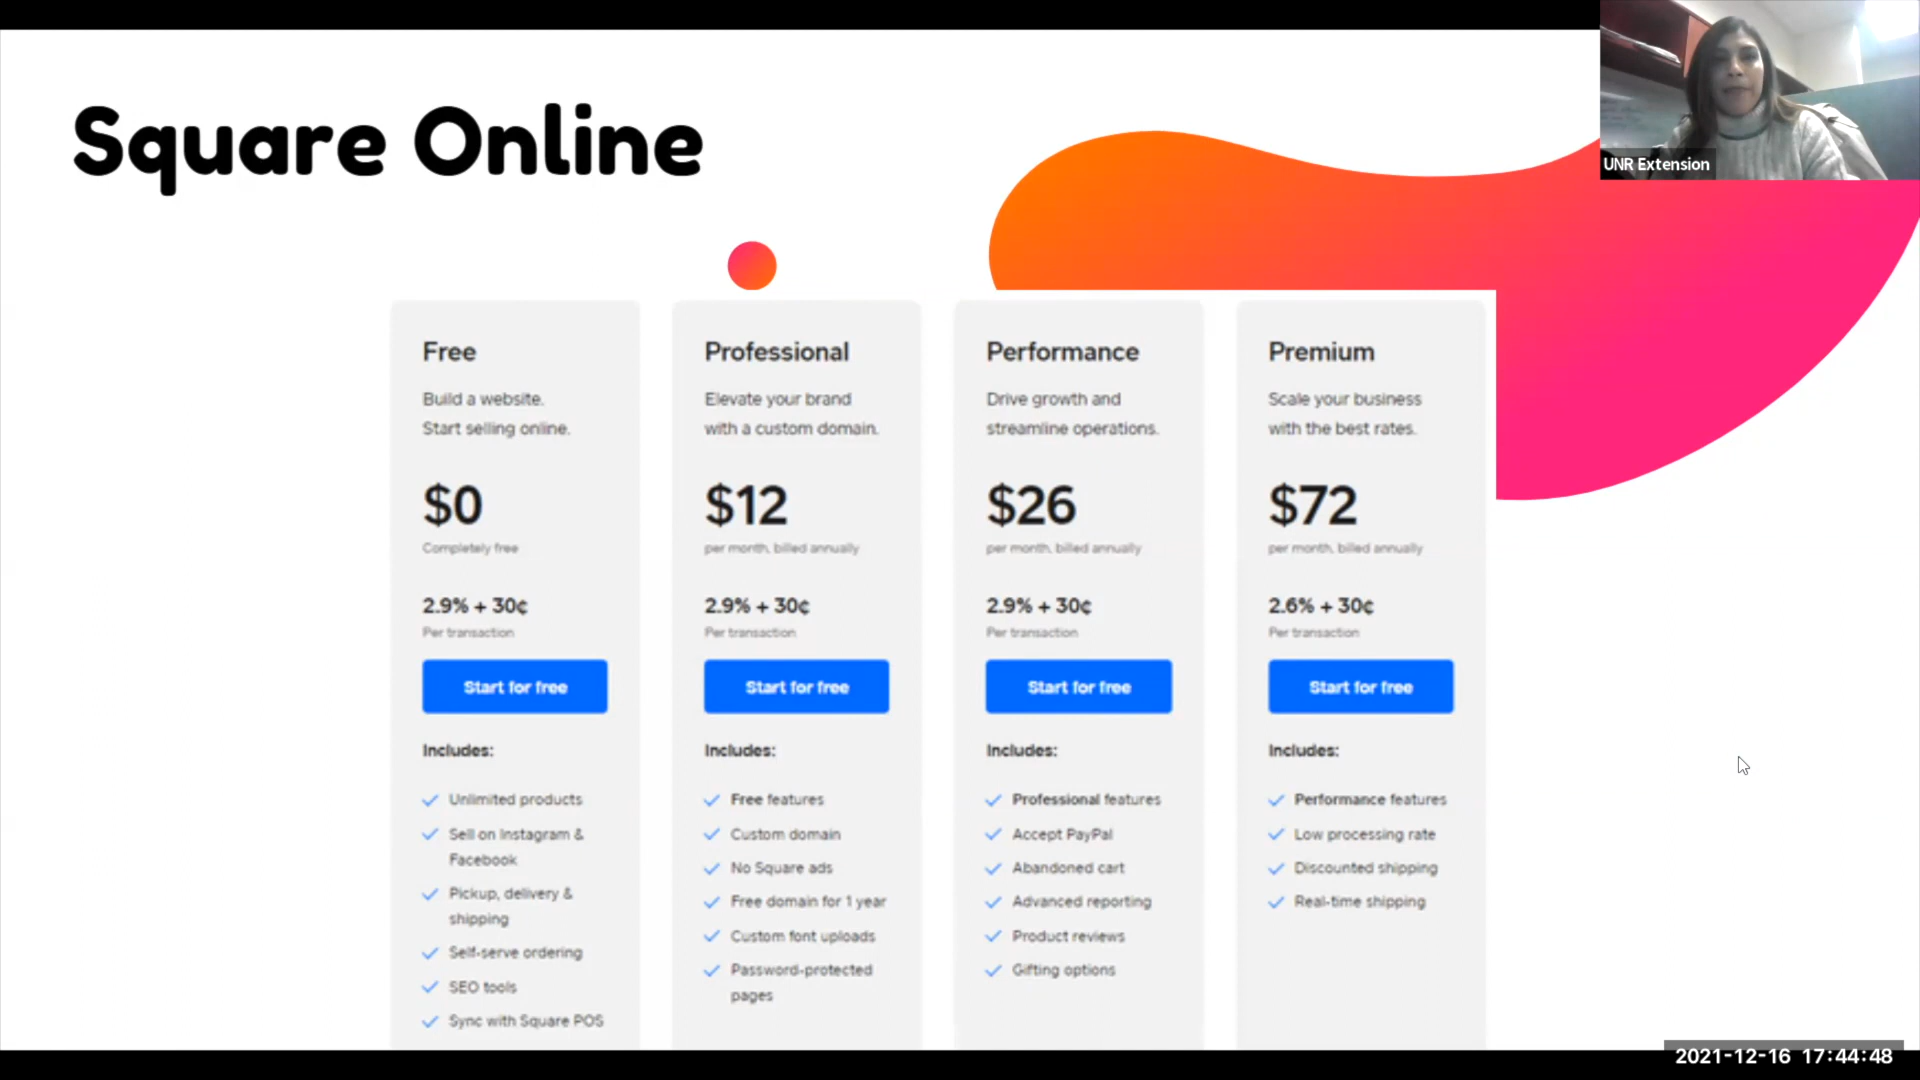 Square Online
UNR Extension
Free
Build a website.
Start selling online.
$0
Completely free
2.9% + 30¢
Per transaction
Start for free
Includes:
Unlimited products
Sell on Instagram &
Facebook
Pickup, delivery &
shipping
Self-serve ordering
SEO tools
Sync with Square POS
Professional
Elevate your brand
with a custom domain.
$12
per month, billed annually
2.9% + 30¢
Per transaction
Start for free
Includes:
Free features
Custom domain
No Square ads
Free domain for 1 year
Custom font uploads
Password-protected
pages
Performance
Drive growth and
streamline operations.
$26
per month, billed annually
2.9% + 30¢
Per transaction
Start for free
Includes:
Professional features
Accept PayPal
Abandoned cart
Advanced reporting
Product reviews
Gifting options
Premium
Scale your business
with the best rates.
$72
per month, billed annually
2.6% + 30¢
Per transaction
Start for free
Includes:
Performance features
Low processing rate
Discounted shipping
Real-time shipping
2021-12-16 17:44:48